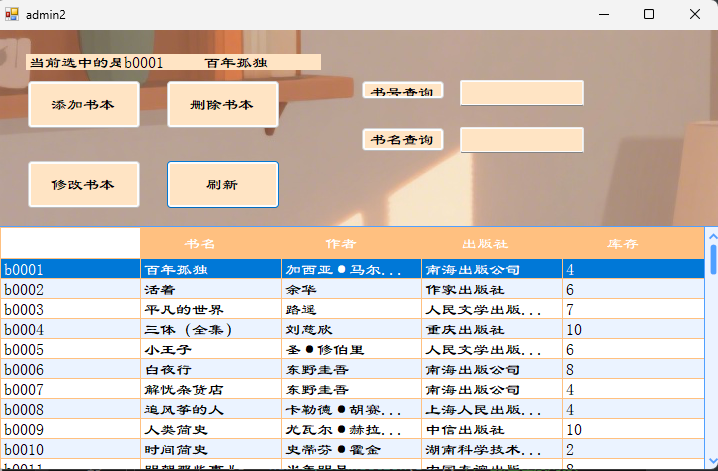 admin2
当前选中的是b0001 百年孤独
添加书本 删除书本 书号查询
书名查询
修改书本 刷新
书名 作者 出版社 库存
b0001 百年孤独 加西亚●马尔... 南海出版公司 4
b0002 活着 余华 作家出版社 6
b0003 平凡的世界 路遥 人民文学出版... 7
b0004 三体（全集） 刘慈欣 重庆出版社 10
b0005 小王子 圣●修伯里 人民文学出版... 6
b0006 白夜行 东野圭吾 南海出版公司 8
b0007 解忧杂货店 东野圭吾 南海出版公司 4
b0008 追风筝的人 卡勒德●胡赛... 上海人民出版... 4
b0009 人类简史 尤瓦尔●赫拉... 中信出版社 10
b0010 时间简史 史蒂芬●霍金 湖南科学技术... 2